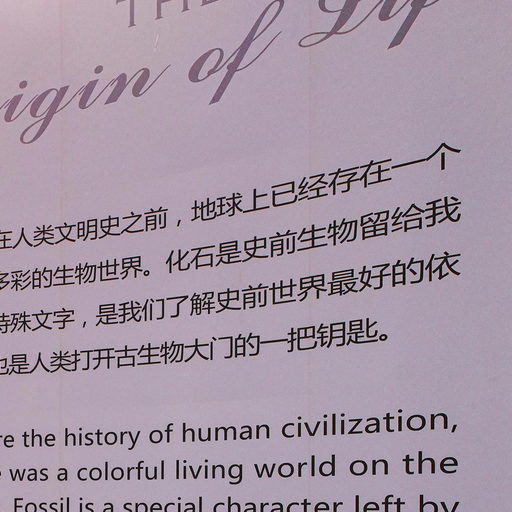 THE
igin of Life
在人类文明史之前，地球上已经存在一个
多彩的生物世界。化石是史前生物留给我
特殊文字，是我们了解史前世界最好的依
也是人类打开古生物大门的一把钥匙。
re the history of human civilization,
e was a colorful living world on the
Fossil is a special character left by